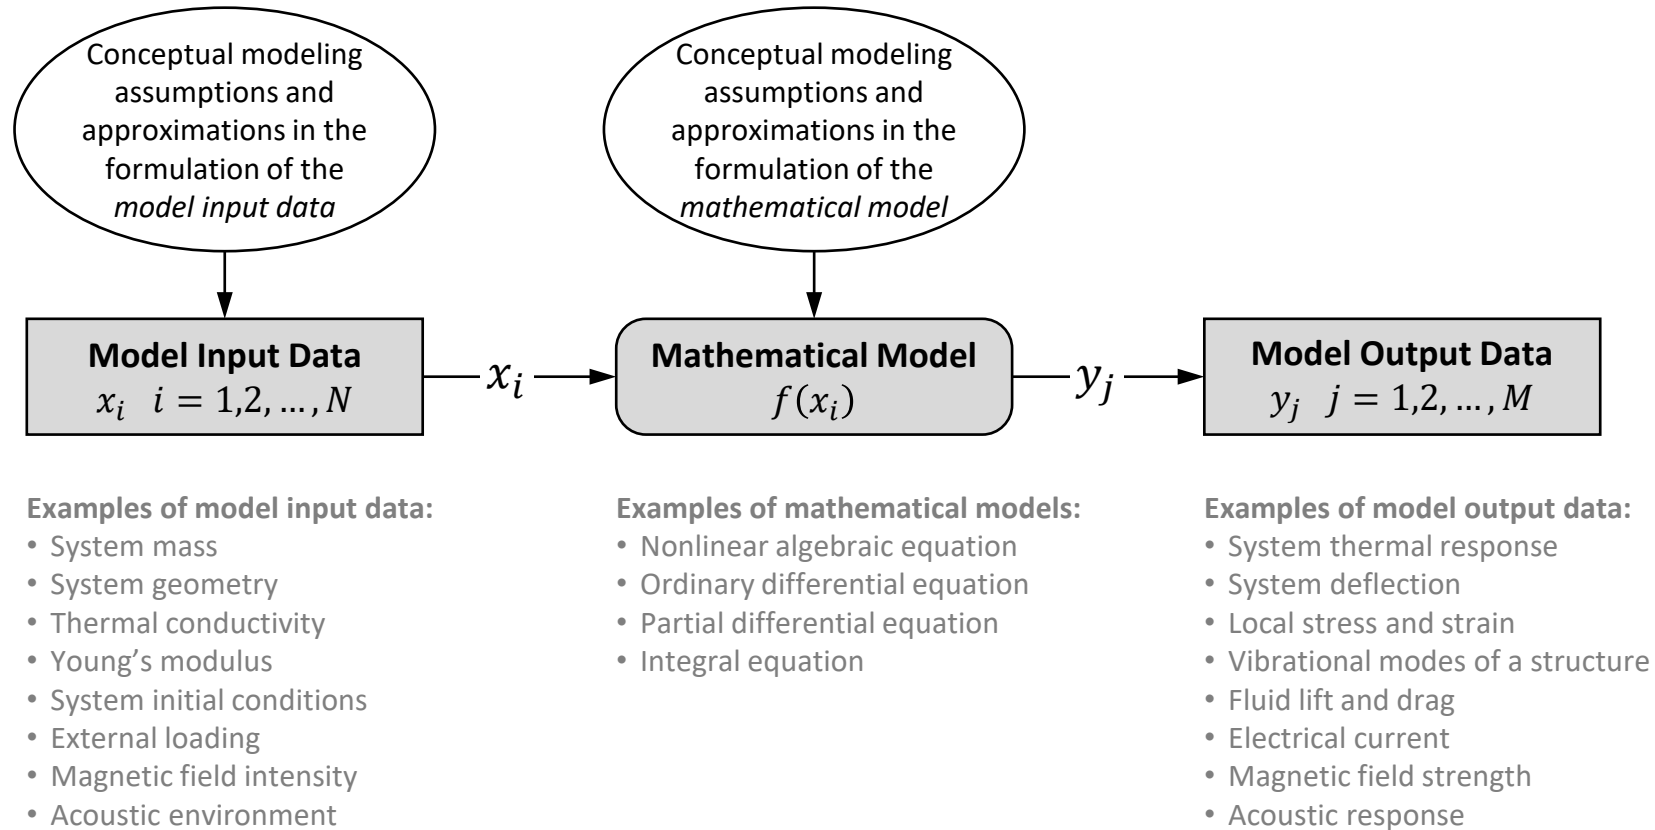 Conceptual modeling
assumptions and
approximations in the
formulation of the
model input data
Conceptual modeling
assumptions and
approximations in the
formulation of the
mathematical model
Model Input Data
x_i i = 1,2, …, N
x_i
Mathematical Model
f(x_i)
y_j
Model Output Data
y_j j = 1,2, …, M
Examples of model input data:
• System mass
• System geometry
• Thermal conductivity
• Young’s modulus
• System initial conditions
• External loading
• Magnetic field intensity
• Acoustic environment
Examples of mathematical models:
• Nonlinear algebraic equation
• Ordinary differential equation
• Partial differential equation
• Integral equation
Examples of model output data:
• System thermal response
• System deflection
• Local stress and strain
• Vibrational modes of a structure
• Fluid lift and drag
• Electrical current
• Magnetic field strength
• Acoustic response